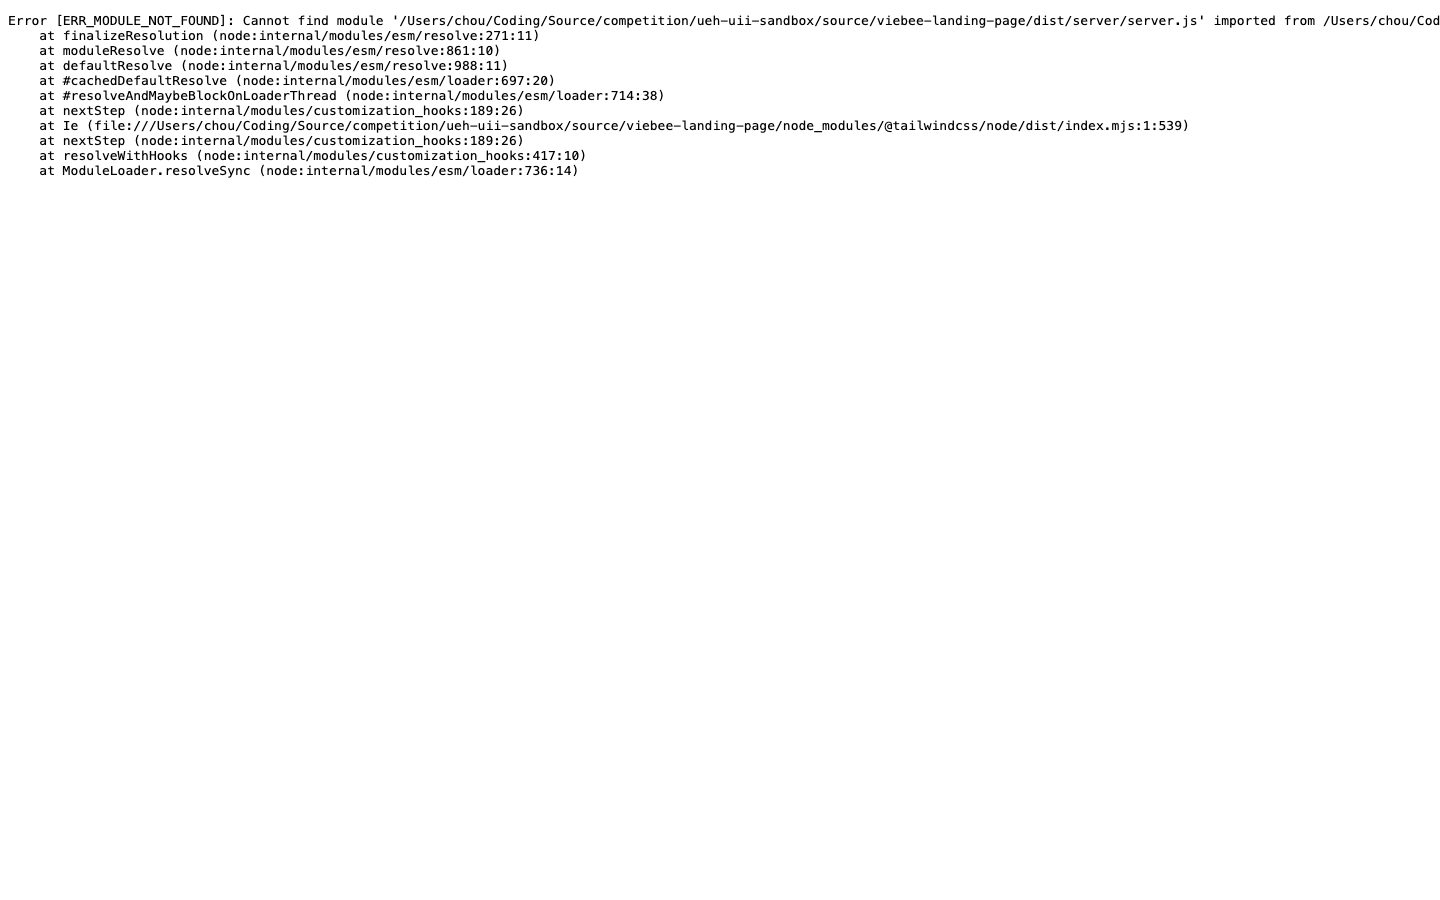 Error [ERR_MODULE_NOT_FOUND]: Cannot find module '/Users/chou/Coding/Source/competition/ueh-uii-sandbox/source/viebee-landing-page/dist/server/server.js' imported from /Users/chou/Cod
    at finalizeResolution (node:internal/modules/esm/resolve:271:11)
    at moduleResolve (node:internal/modules/esm/resolve:861:10)
    at defaultResolve (node:internal/modules/esm/resolve:988:11)
    at #cachedDefaultResolve (node:internal/modules/esm/loader:697:20)
    at #resolveAndMaybeBlockOnLoaderThread (node:internal/modules/esm/loader:714:38)
    at nextStep (node:internal/modules/customization_hooks:189:26)
    at Ie (file:///Users/chou/Coding/Source/competition/ueh-uii-sandbox/source/viebee-landing-page/node_modules/@tailwindcss/node/dist/index.mjs:1:539)
    at nextStep (node:internal/modules/customization_hooks:189:26)
    at resolveWithHooks (node:internal/modules/customization_hooks:417:10)
    at ModuleLoader.resolveSync (node:internal/modules/esm/loader:736:14)